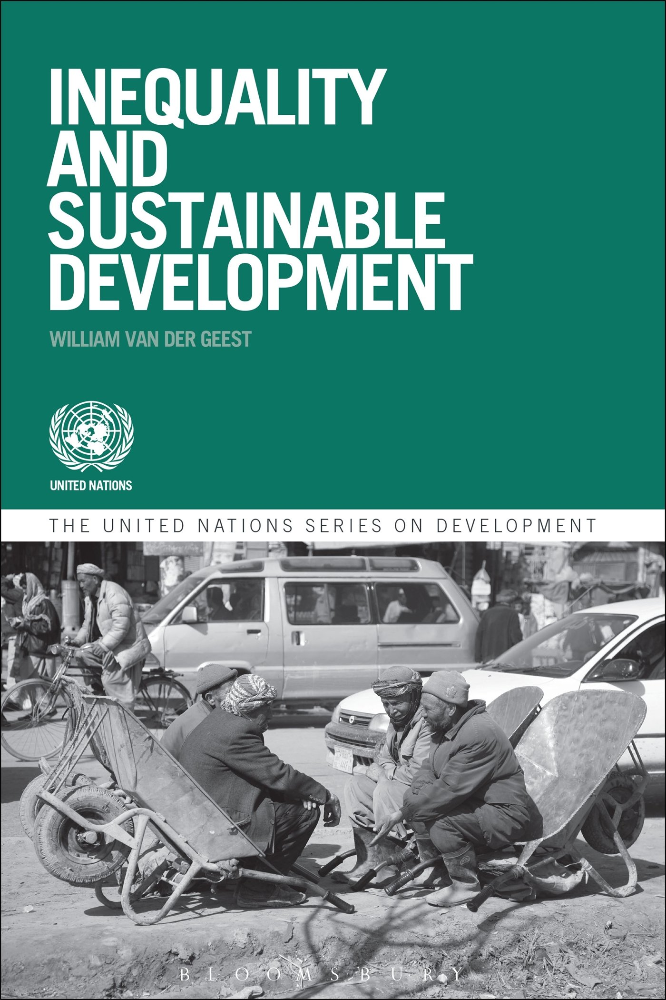 INEQUALITY
AND
SUSTAINABLE
DEVELOPMENT
WILLIAM VAN DER GEEST
UNITED NATIONS
THE UNITED NATIONS SERIES ON DEVELOPMENT
BLOOMSBURY